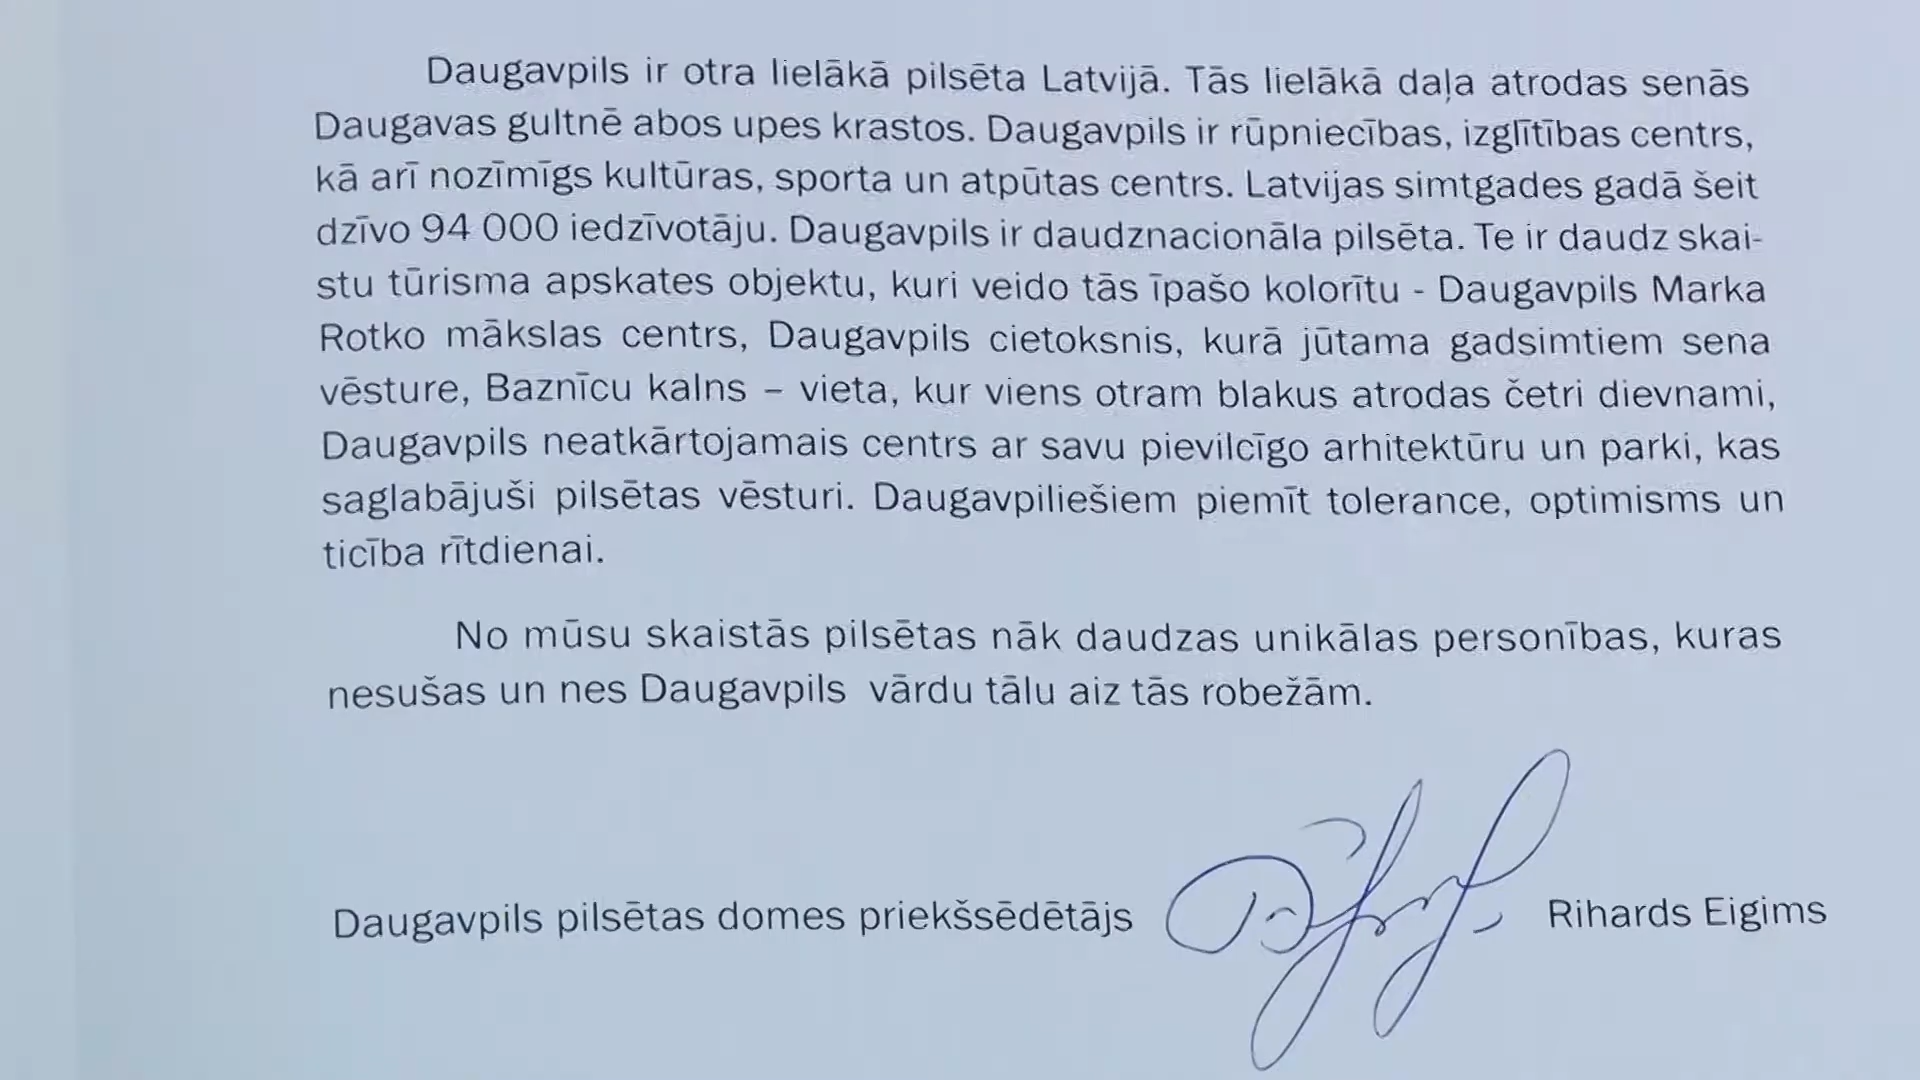 Daugavpils ir otra lielākā pilsēta Latvijā. Tās lielākā daļa atrodas senās
Daugavas gultnē abos upes krastos. Daugavpils ir rūpniecības, izglītības centrs,
kā arī nozīmīgs kultūras, sporta un atpūtas centrs. Latvijas simtgades gadā šeit
dzīvo 94 000 iedzīvotāju. Daugavpils ir daudznacionāla pilsēta. Te ir daudz skai-
stu tūrisma apskates objektu, kuri veido tās īpašo kolorītu - Daugavpils Marka
Rotko mākslas centrs, Daugavpils cietoksnis, kurā jūtama gadsimtiem sena
vēsture, Baznīcu kalns – vieta, kur viens otram blakus atrodas četri dievnami,
Daugavpils neatkārtojamais centrs ar savu pievilcīgo arhitektūru un parki, kas
saglabājuši pilsētas vēsturi. Daugavpiliešiem piemīt tolerance, optimisms un
ticība rītdienai.
No mūsu skaistās pilsētas nāk daudzas unikālas personības, kuras
nesušas un nes Daugavpils vārdu tālu aiz tās robežām.
Daugavpils pilsētas domes priekšsēdētājs Rihards Eigims